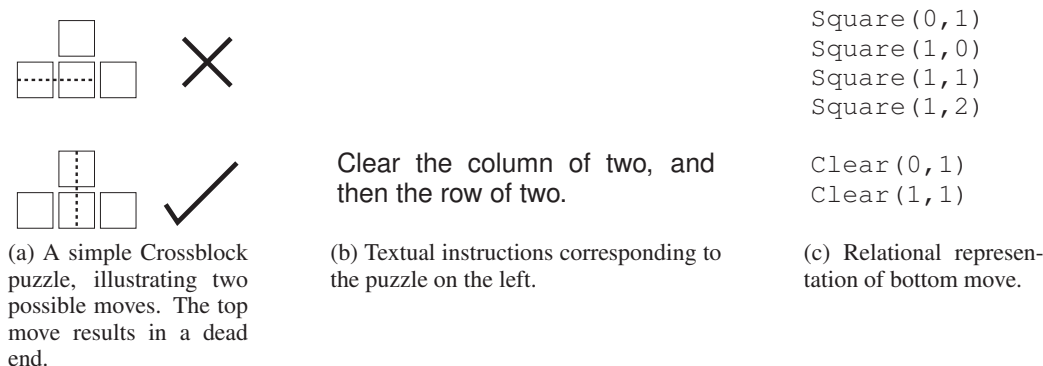 Square(0,1)
Square(1,0)
Square(1,1)
Square(1,2)
Clear the column of two, and
then the row of two.
Clear(0,1)
Clear(1,1)
(a) A simple Crossblock
puzzle, illustrating two
possible moves. The top
move results in a dead
end.
(b) Textual instructions corresponding to
the puzzle on the left.
(c) Relational represen-
tation of bottom move.